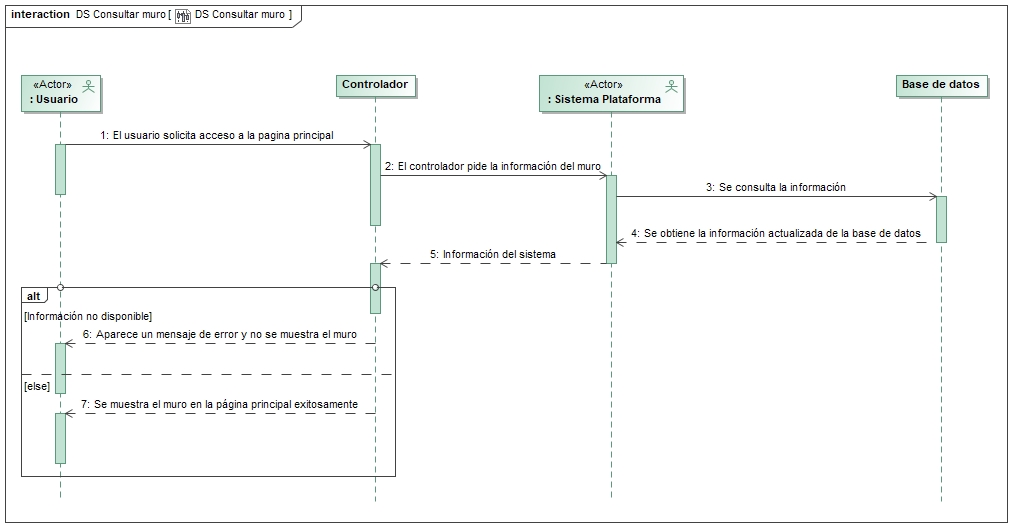 interaction DS Consultar muro [ DS Consultar muro ]
«Actor»
: Usuario
Controlador
«Actor»
: Sistema Plataforma
Base de datos
1: El usuario solicita acceso a la pagina principal
2: El controlador pide la información del muro
3: Se consulta la información
4: Se obtiene la información actualizada de la base de datos
5: Información del sistema
alt
[Información no disponible]
6: Aparece un mensaje de error y no se muestra el muro
[else]
7: Se muestra el muro en la página principal exitosamente